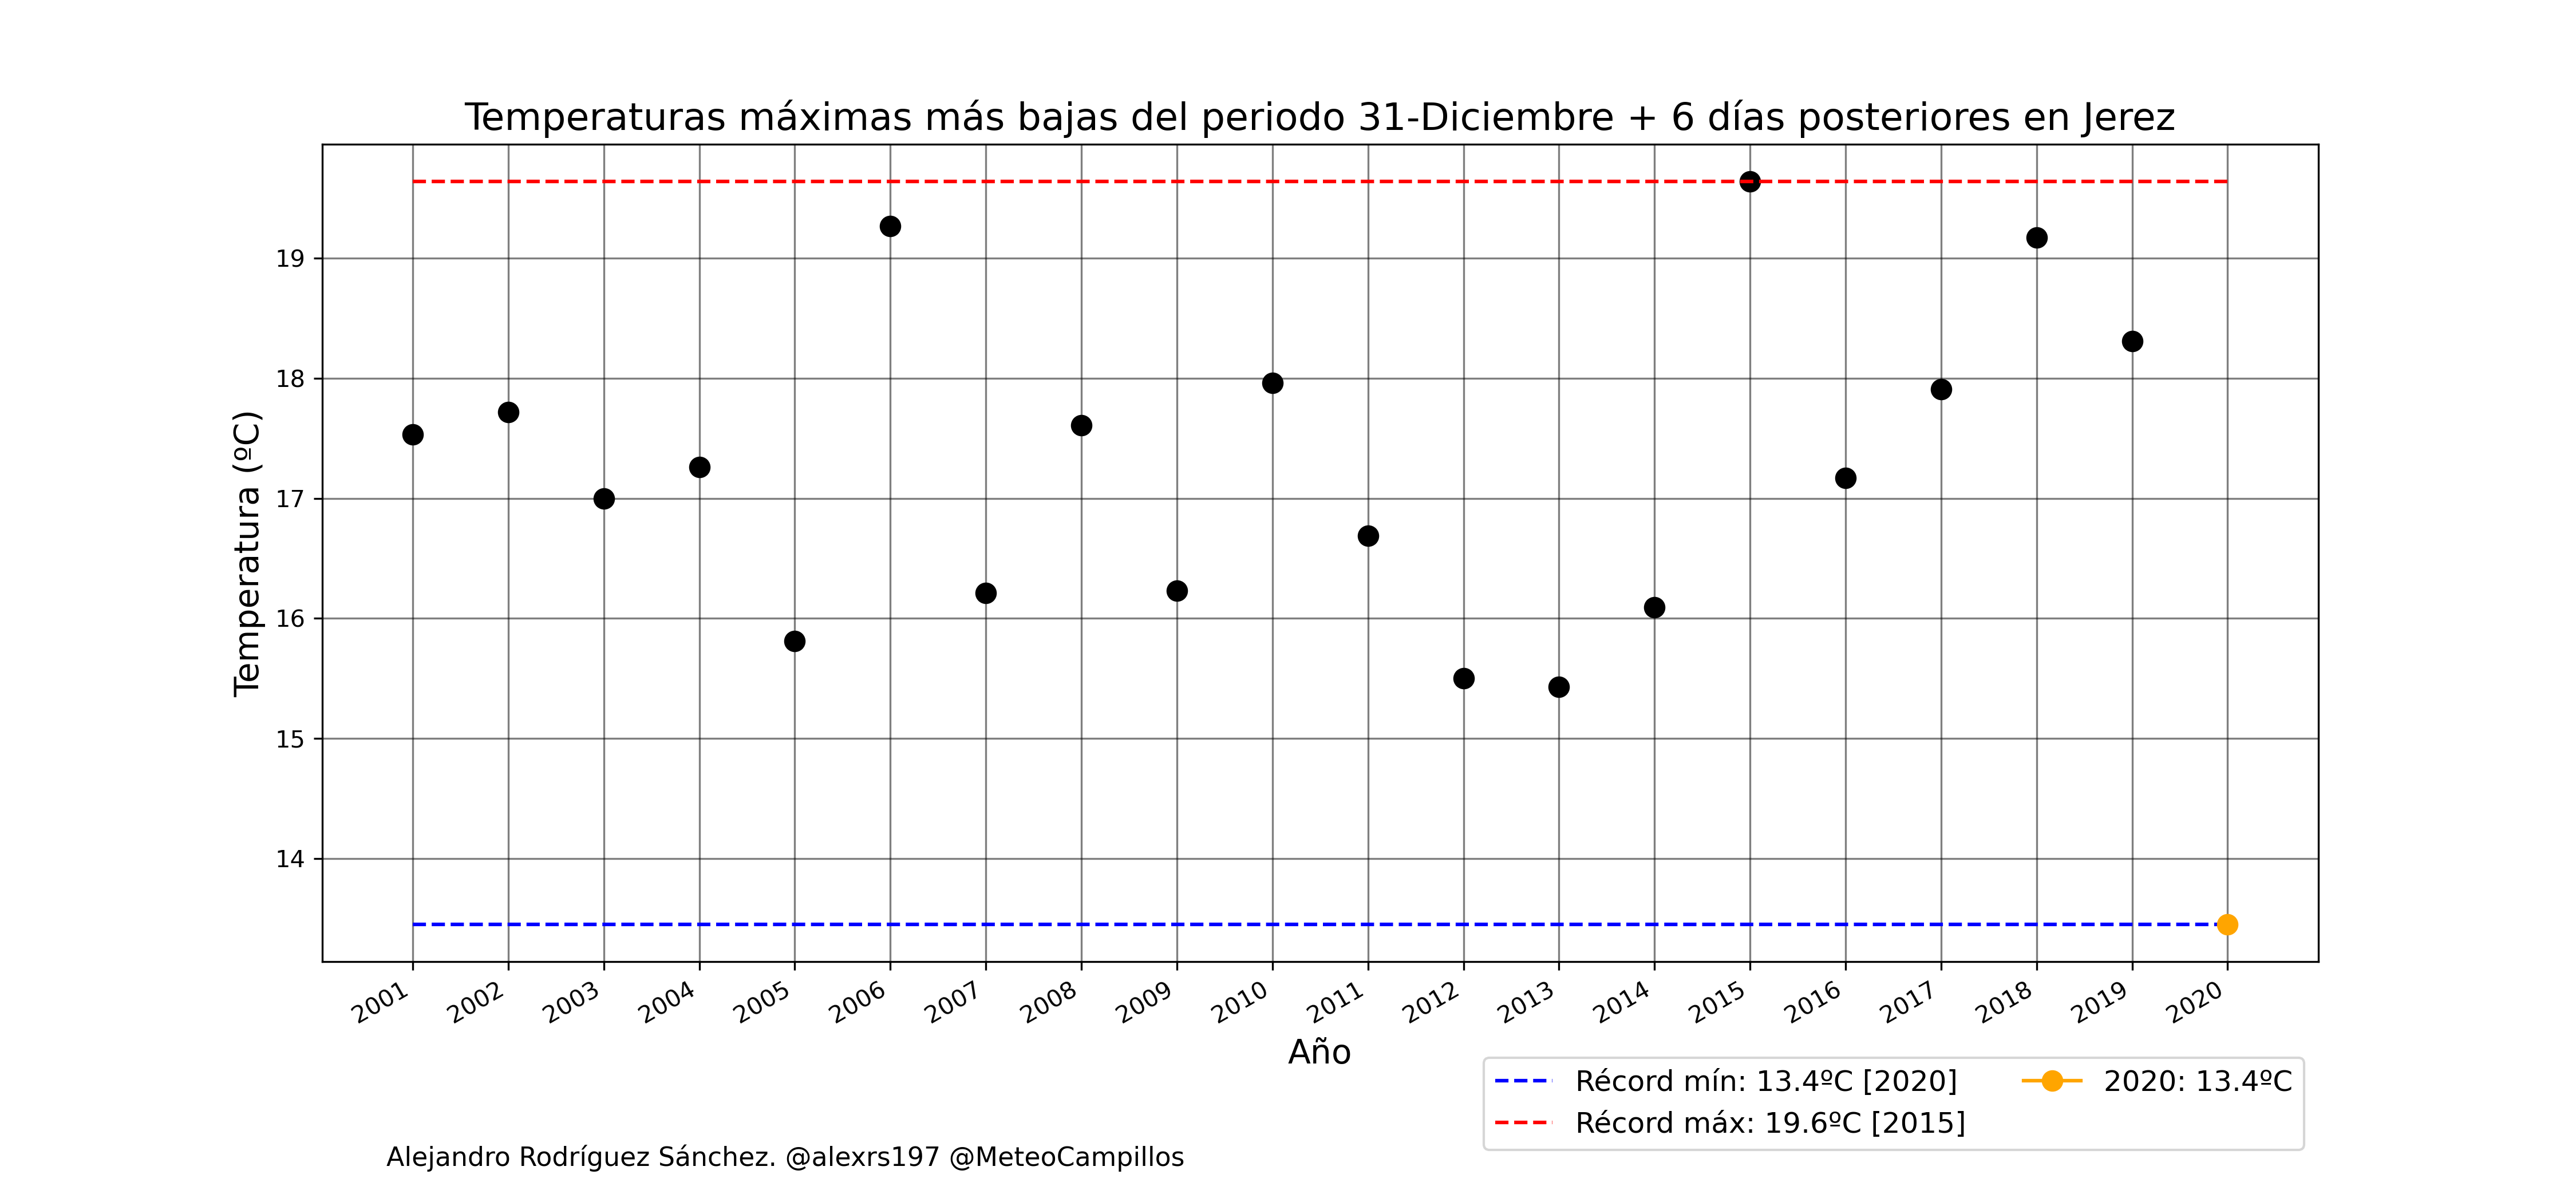 Temperaturas máximas más bajas del periodo 31-Diciembre + 6 días posteriores en Jerez
Temperatura (ºC)
19
18
17
16
15
14
2001 2002 2003 2004 2005 2006 2007 2008 2009 2010 2011 2012 2013 2014 2015 2016 2017 2018 2019 2020
Año
Récord mín: 13.4ºC [2020]
Récord máx: 19.6ºC [2015]
2020: 13.4ºC
Alejandro Rodríguez Sánchez. @alexrs197 @MeteoCampillos